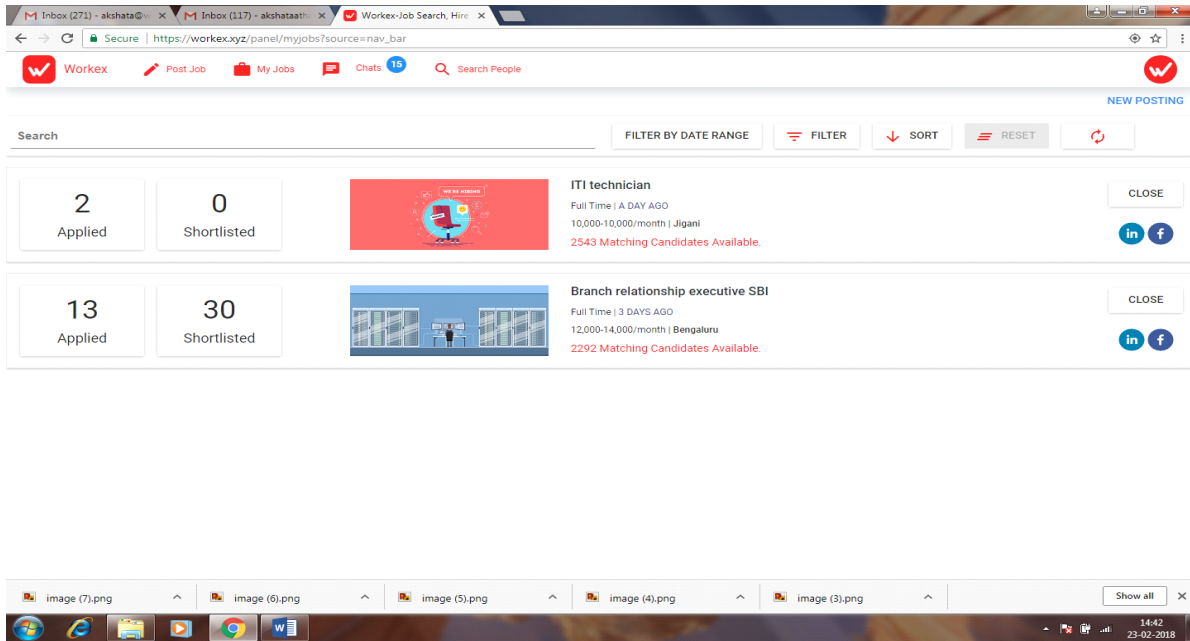 Inbox (271) - akshata@w
Inbox (117) - akshataath
Workex-Job Search, Hire
Secure | https://workex.xyz/panel/myjobs?source=nav_bar
Workex
Post Job
My Jobs
Chats 15
Search People
NEW POSTING
Search
FILTER BY DATE RANGE
FILTER
SORT
RESET
2
Applied
0
Shortlisted
WE'RE HIRING
ITI technician
Full Time | A DAY AGO
10,000-10,000/month | Jigani
2543 Matching Candidates Available.
CLOSE
in f
13
Applied
30
Shortlisted
Branch relationship executive SBI
Full Time | 3 DAYS AGO
12,000-14,000/month | Bengaluru
2292 Matching Candidates Available.
CLOSE
in f
image (7).png
image (6).png
image (5).png
image (4).png
image (3).png
Show all
14:42
23-02-2018